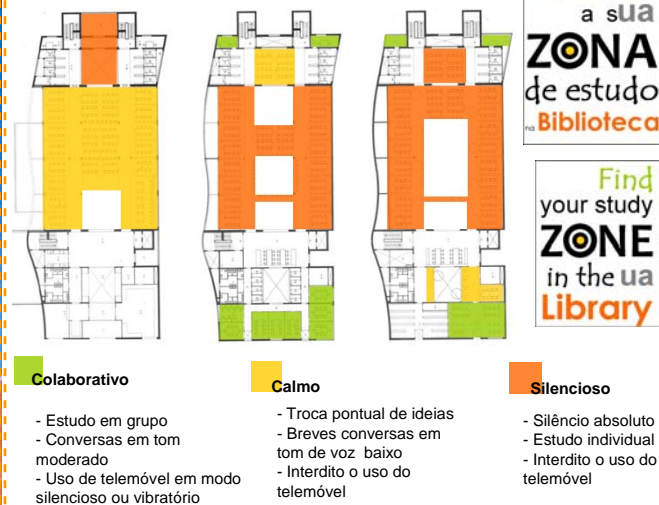 a sua
ZONA
de estudo
na Biblioteca
Find
your study
ZONE
in the ua
Library
Colaborativo
- Estudo em grupo
- Conversas em tom
moderado
- Uso de telemóvel em modo
silencioso ou vibratório
Calmo
- Troca pontual de ideias
- Breves conversas em
tom de voz baixo
- Interdito o uso do
telemóvel
Silencioso
- Silêncio absoluto
- Estudo individual
- Interdito o uso do
telemóvel